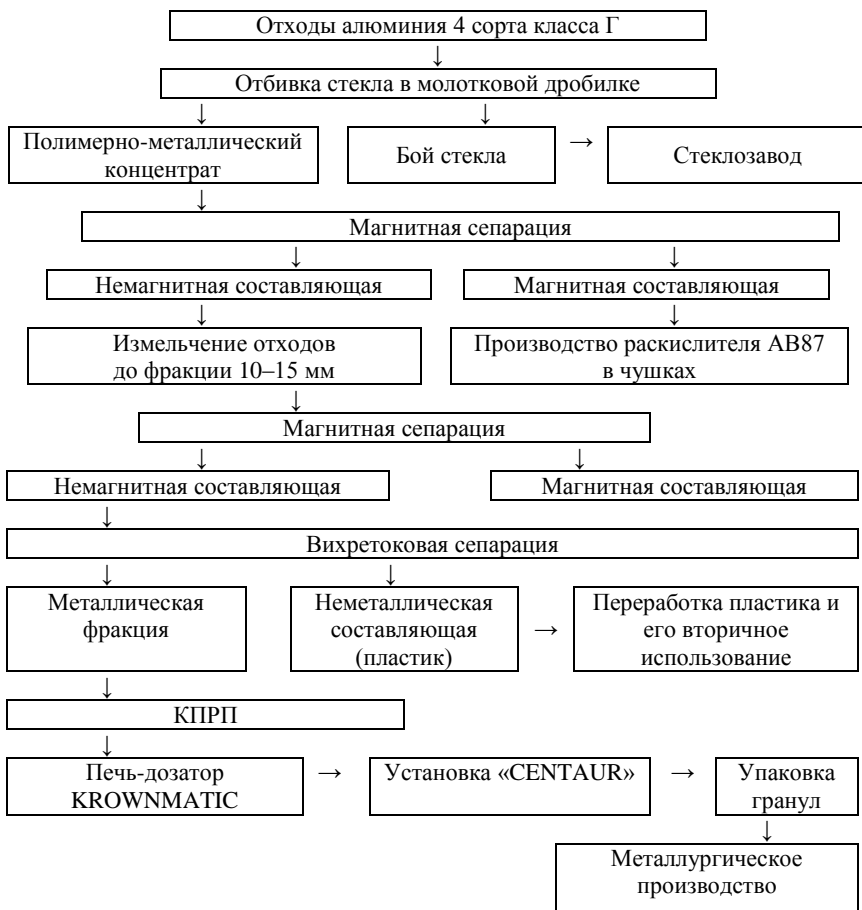 Отходы алюминия 4 сорта класса Г
↓
Отбивка стекла в молотковой дробилке
↓ ↓
Полимерно-металлический
концентрат
Бой стекла
→
Стеклозавод
↓
Магнитная сепарация
↓ ↓
Немагнитная составляющая
Магнитная составляющая
↓ ↓
Измельчение отходов
до фракции 10–15 мм
Производство раскислителя АВ87
в чушках
↓
Магнитная сепарация
↓ ↓
Немагнитная составляющая
Магнитная составляющая
↓
Вихретоковая сепарация
↓ ↓
Металлическая
фракция
Неметаллическая
составляющая
(пластик)
→
Переработка пластика и
его вторичное
использование
↓
КПРП
↓
Печь-дозатор
KROWNMATIC
→
Установка «CENTAUR»
→
Упаковка
гранул
↓
Металлургическое
производство